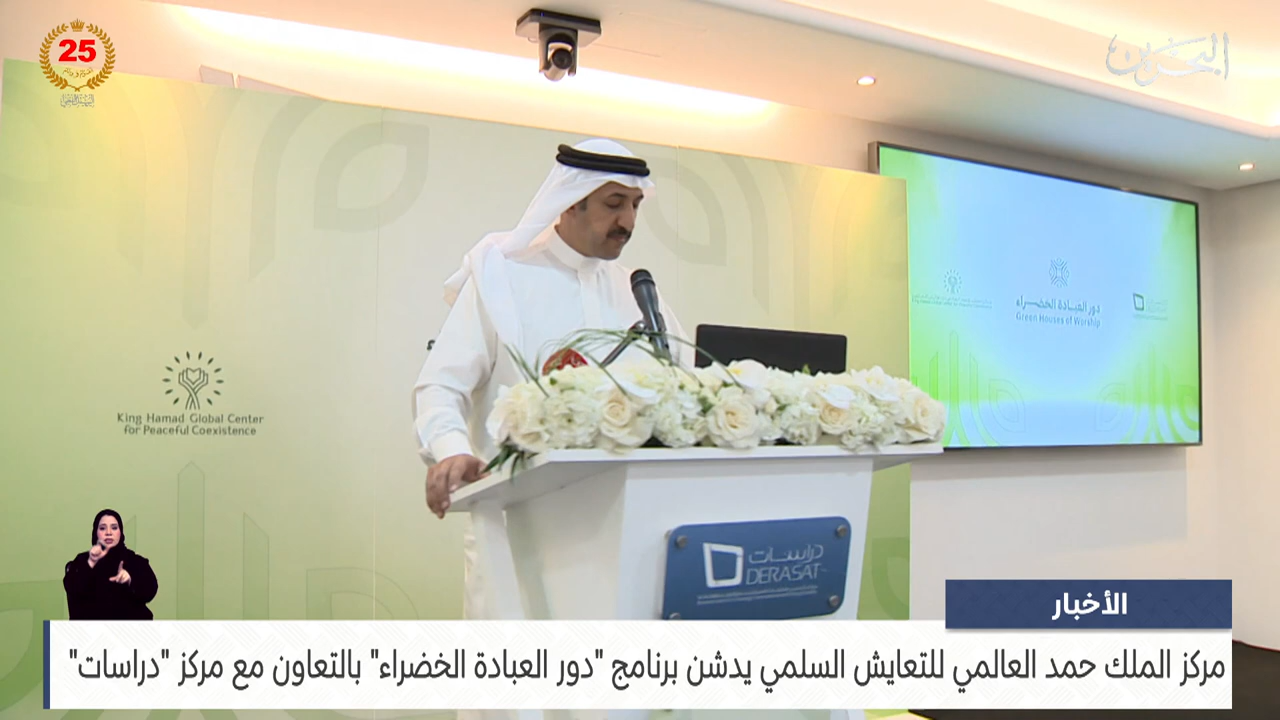 25
البحرين
King Hamad Global Center
for Peaceful Coexistence
دور العبادة الخضراء
Green Houses of Worship
دراسات
DERASAT
الأخبار
مركز الملك حمد العالمي للتعايش السلمي يدشن برنامج "دور العبادة الخضراء" بالتعاون مع مركز "دراسات"